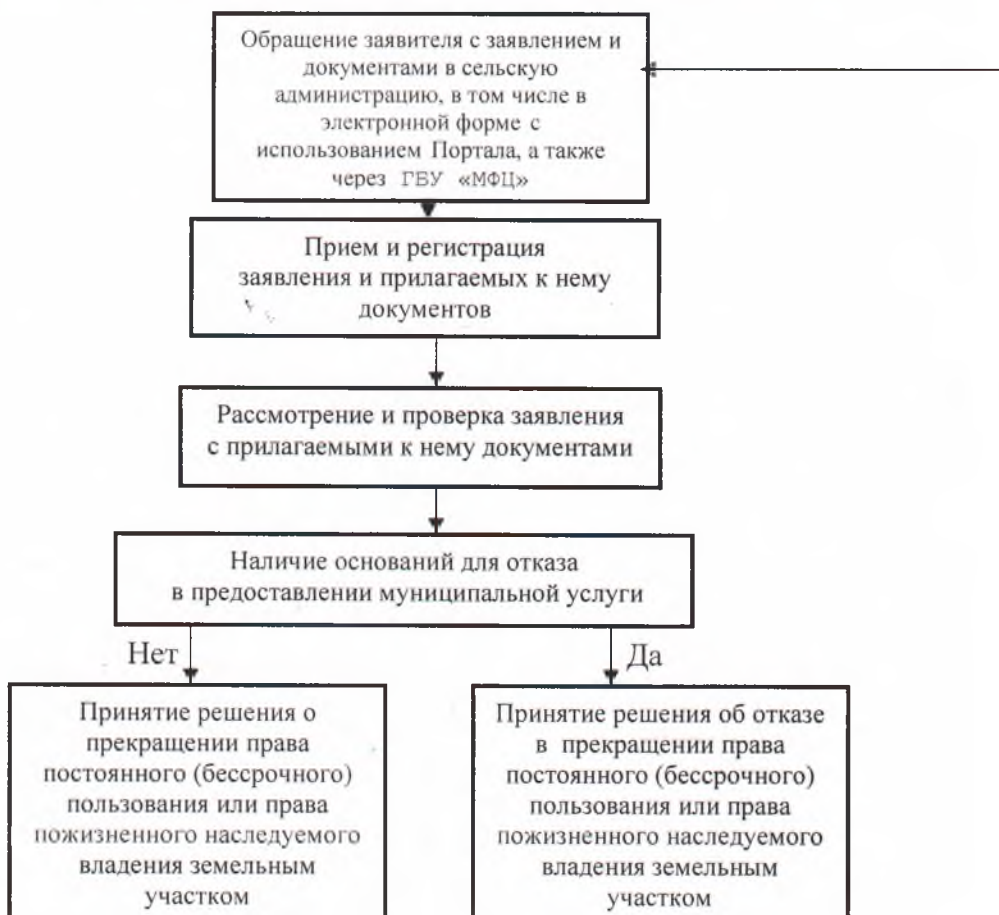 Обращение заявителя с заявлением и
документами в сельскую
администрацию, в том числе в
электронной форме с
использованием Портала, а также
через ГБУ «МФЦ»
Прием и регистрация
заявления и прилагаемых к нему
документов
Рассмотрение и проверка заявления
с прилагаемыми к нему документами
Наличие оснований для отказа
в предоставлении муниципальной услуги
Нет
Да
Принятие решения о
прекращении права
постоянного (бессрочного)
пользования или права
пожизненного наследуемого
владения земельным
участком
Принятие решения об отказе
в прекращении права
постоянного (бессрочного)
пользования или права
пожизненного наследуемого
владения земельным
участком